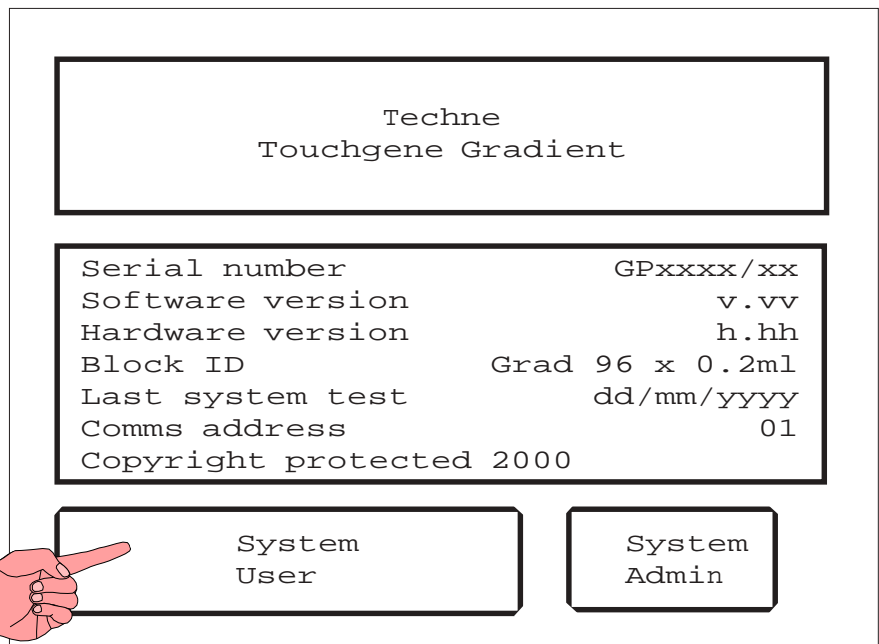 Techne
Touchgene Gradient
Serial number GPxxxx/xx
Software version v.vv
Hardware version h.hh
Block ID Grad 96 x 0.2ml
Last system test dd/mm/yyyy
Comms address 01
Copyright protected 2000
System System
User Admin